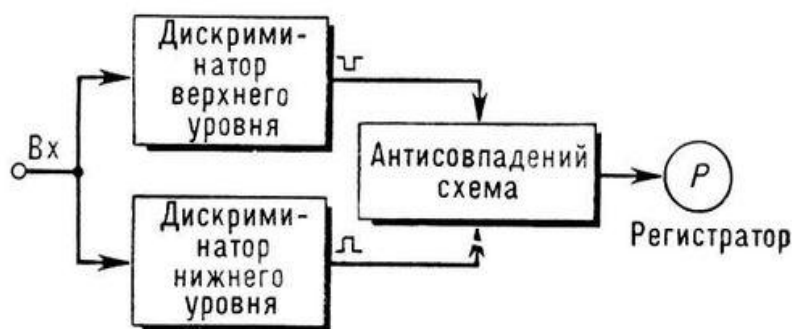 Дискрими-
натор
верхнего
уровня
Вх
Антисовпадений
схема
Р
Регистратор
Дискрими-
натор
нижнего
уровня